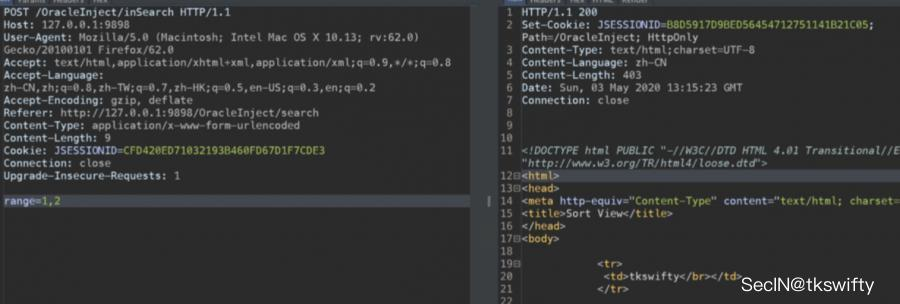 POST /OracleInject/inSearch HTTP/1.1
Host: 127.0.0.1:9898
User-Agent: Mozilla/5.0 (Macintosh; Intel Mac OS X 10.13; rv:62.0)
Gecko/20100101 Firefox/62.0
Accept: text/html,application/xhtml+xml,application/xml;q=0.9,*/*;q=0.8
Accept-Language:
zh-CN,zh;q=0.8,zh-TW;q=0.7,zh-HK;q=0.5,en-US;q=0.3,en;q=0.2
Accept-Encoding: gzip, deflate
Referer: http://127.0.0.1:9898/OracleInject/search
Content-Type: application/x-www-form-urlencoded
Content-Length: 9
Cookie: JSESSIONID=CFD420ED71032193B460FD67D1F7CDE3
Connection: close
Upgrade-Insecure-Requests: 1
range=1,2
1 HTTP/1.1 200
2 Set-Cookie: JSESSIONID=B8D5917D9BED56454712751141B21C05;
Path=/OracleInject; HttpOnly
3 Content-Type: text/html;charset=UTF-8
4 Content-Language: zh-CN
5 Content-Length: 403
6 Date: Sun, 03 May 2020 13:15:23 GMT
7 Connection: close
8
9
10
11 <!DOCTYPE html PUBLIC "-//W3C//DTD HTML 4.01 Transitional//E
"http://www.w3.org/TR/html4/loose.dtd">
12 <html>
13 <head>
14 <meta http-equiv="Content-Type" content="text/html; charset=
15 <title>Sort View</title>
16 </head>
17 <body>
18
19 <tr>
20 <td>tkswifty</br></td>
21 </tr>
22
SecIN@tkswifty